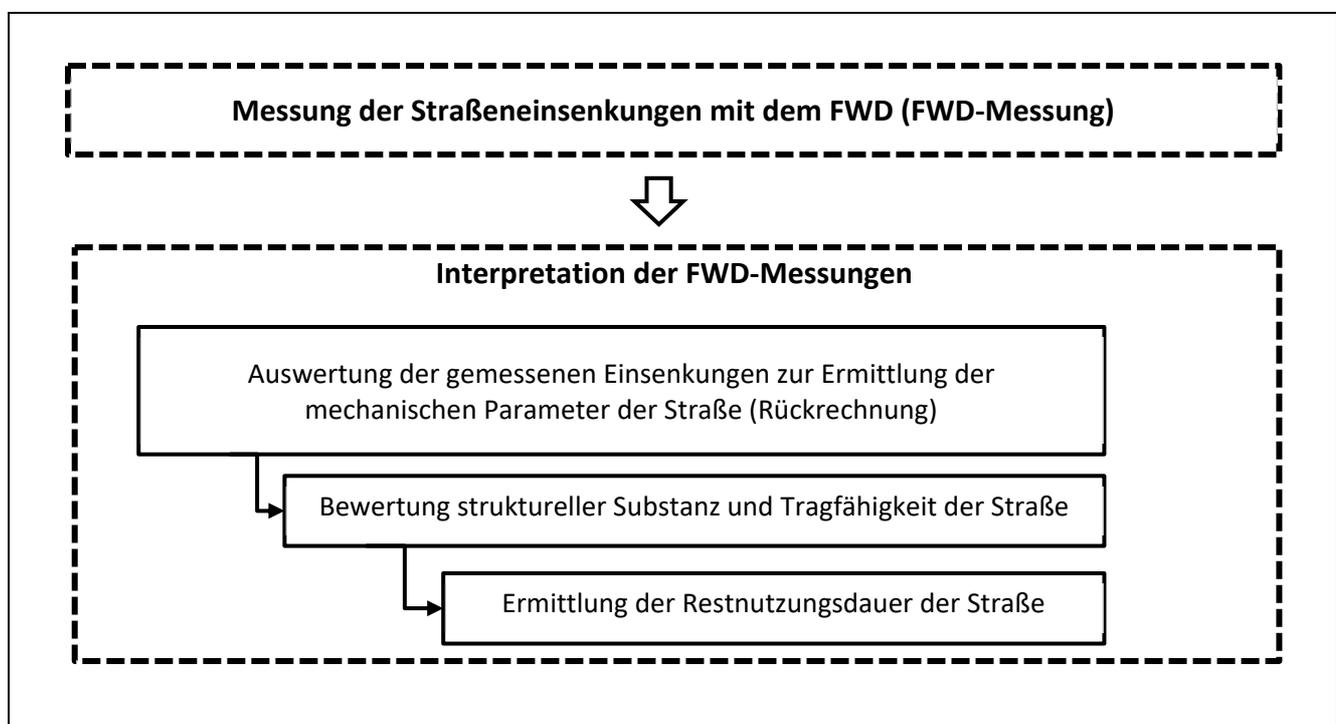 Messung der Straßeneinsenkungen mit dem FWD (FWD-Messung)
Interpretation der FWD-Messungen
Auswertung der gemessenen Einsenkungen zur Ermittlung der
mechanischen Parameter der Straße (Rückrechnung)
Bewertung struktureller Substanz und Tragfähigkeit der Straße
Ermittlung der Restnutzungsdauer der Straße